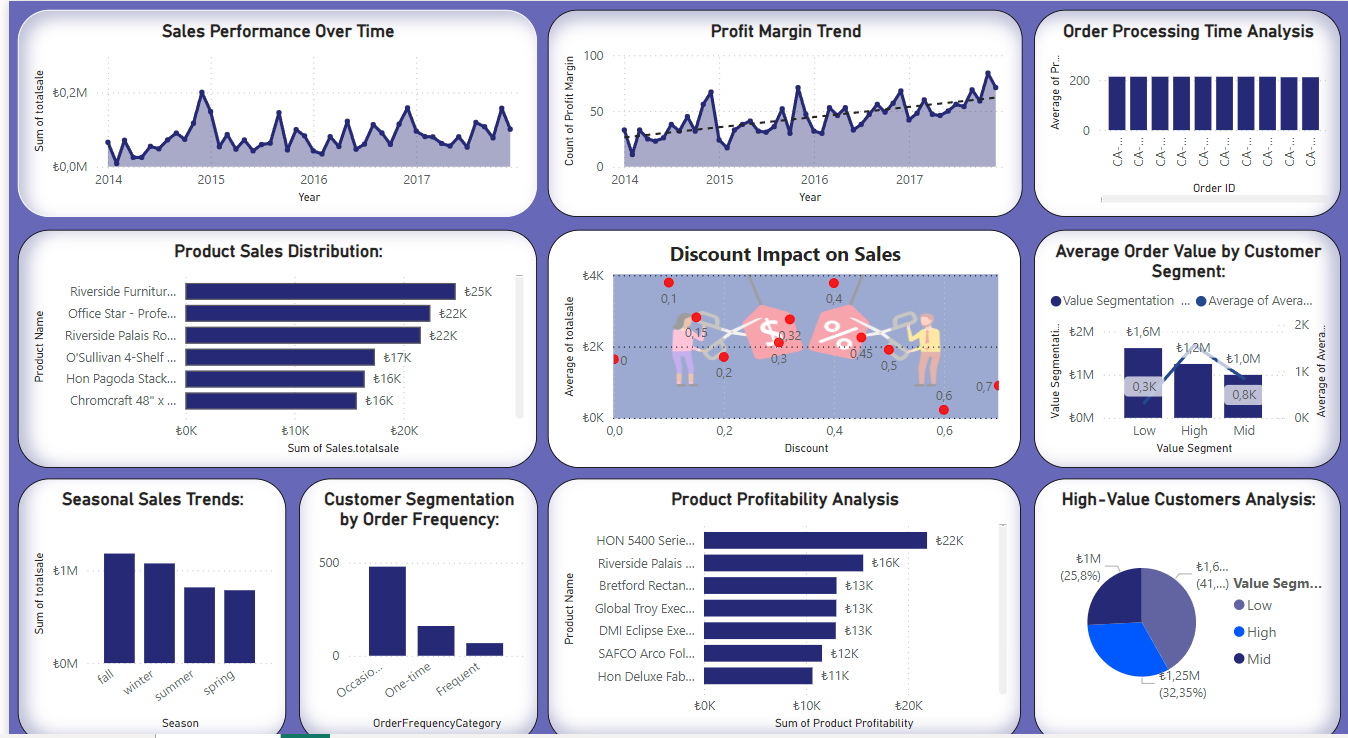 Sales Performance Over Time
Sum of totalsale
₺0,2M
₺0,0M
2014
2015
2016
2017
Year
Profit Margin Trend
Count of Profit Margin
100
50
0
2014
2015
2016
2017
Year
Order Processing Time Analysis
Average of Pr...
200
0
CA-...
CA-...
CA-...
CA-...
CA-...
CA-...
CA-...
CA-...
CA-...
CA-...
Order ID
Product Sales Distribution:
Product Name
Riverside Furnitur...
₺25K
Office Star - Profe...
₺22K
Riverside Palais Ro...
₺22K
O'Sullivan 4-Shelf ...
₺17K
Hon Pagoda Stack...
₺16K
Chromcraft 48" x ...
₺16K
₺0K
₺10K
₺20K
Sum of Sales.totalsale
Discount Impact on Sales
Average of totalsale
₺4K
₺2K
₺0K
0
0,1
0,15
0,2
0,3
0,32
0,4
0,45
0,5
0,6
0,7
$
%
0,0
0,2
0,4
0,6
Discount
Average Order Value by Customer
Segment:
Value Segmentation ...
Average of Avera...
Value Segmentati...
₺2M
₺1M
₺0M
₺1,6M
₺1,2M
₺1,0M
0,3K
0,8K
2K
1K
0K
Average of Avera...
Low
High
Mid
Value Segment
Seasonal Sales Trends:
Sum of totalsale
₺1M
₺0M
fall
winter
summer
spring
Season
Customer Segmentation
by Order Frequency:
500
0
Occasio...
One-time
Frequent
OrderFrequencyCategory
Product Profitability Analysis
Product Name
HON 5400 Serie...
₺22K
Riverside Palais ...
₺16K
Bretford Rectan...
₺13K
Global Troy Exec...
₺13K
DMI Eclipse Exe...
₺13K
SAFCO Arco Fol...
₺12K
Hon Deluxe Fab...
₺11K
₺0K
₺10K
₺20K
Sum of Product Profitability
High-Value Customers Analysis:
₺1M
(25,8%)
₺1,6...
(41,...)
₺1,25M
(32,35%)
Value Segm...
Low
High
Mid